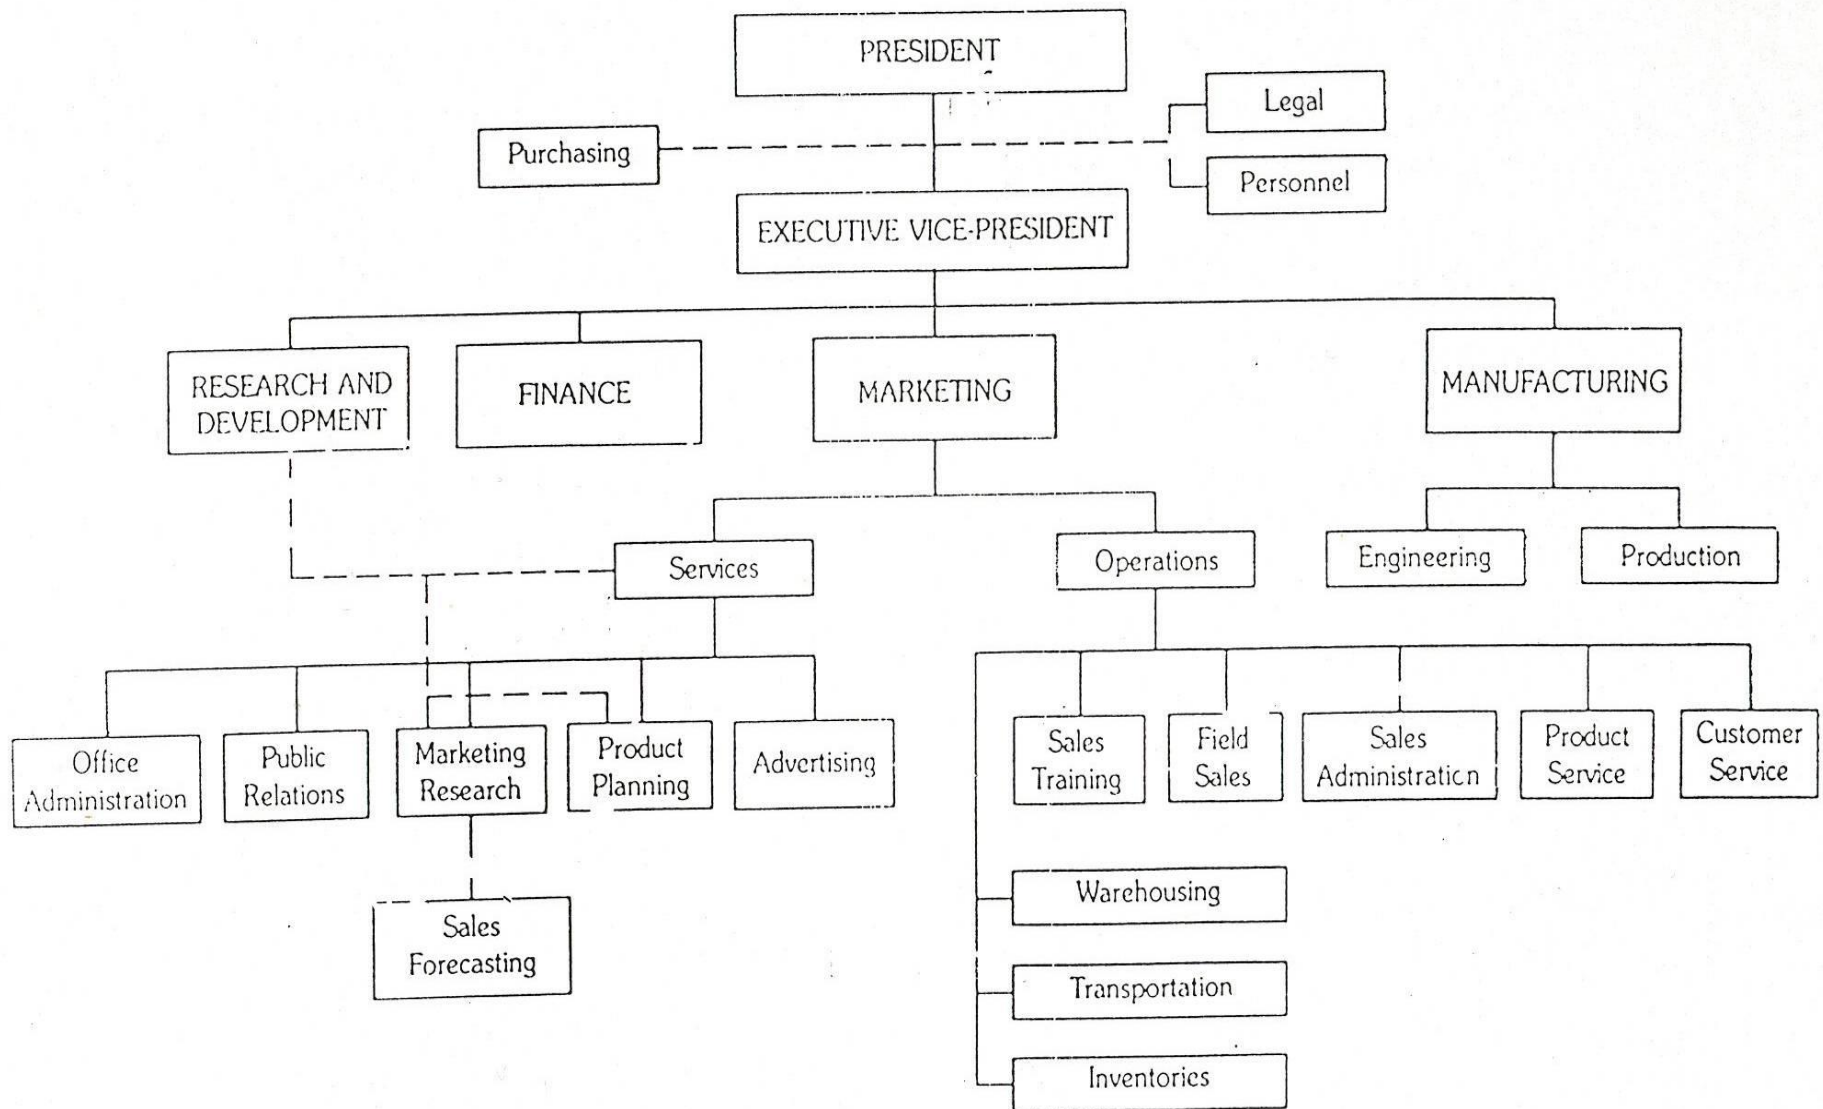 PRESIDENT
Legal
Purchasing
Personnel
EXECUTIVE VICE-PRESIDENT
RESEARCH AND
DEVELOPMENT
FINANCE
MARKETING
MANUFACTURING
Services
Operations
Engineering
Production
Office
Administration
Public
Relations
Marketing
Research
Product
Planning
Advertising
Sales
Training
Field
Sales
Sales
Administration
Product
Service
Customer
Service
Sales
Forecasting
Warehousing
Transportation
Inventories